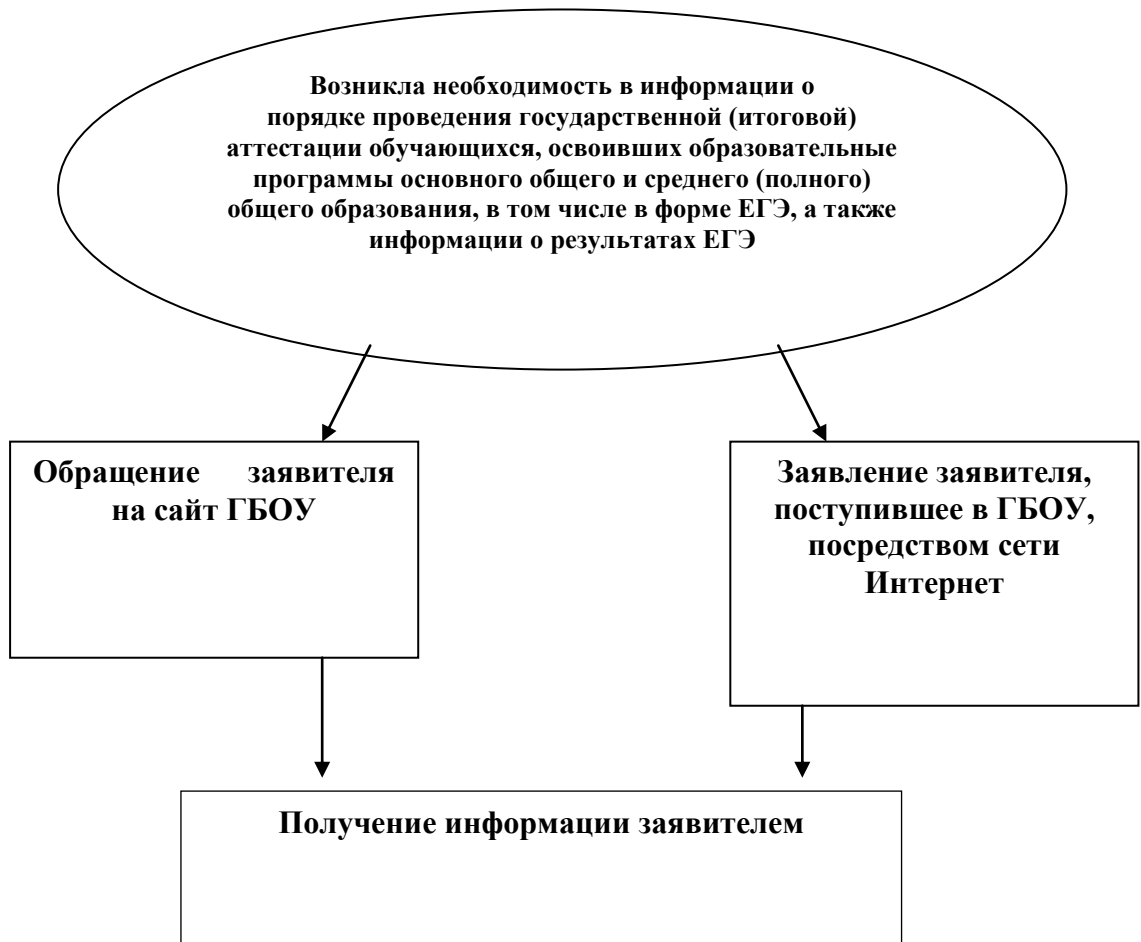 Возникла необходимость в информации о
порядке проведения государственной (итоговой)
аттестации обучающихся, освоивших образовательные
программы основного общего и среднего (полного)
общего образования, в том числе в форме ЕГЭ, а также
информации о результатах ЕГЭ
Обращение заявителя
на сайт ГБОУ
Заявление заявителя,
поступившее в ГБОУ,
посредством сети
Интернет
Получение информации заявителем